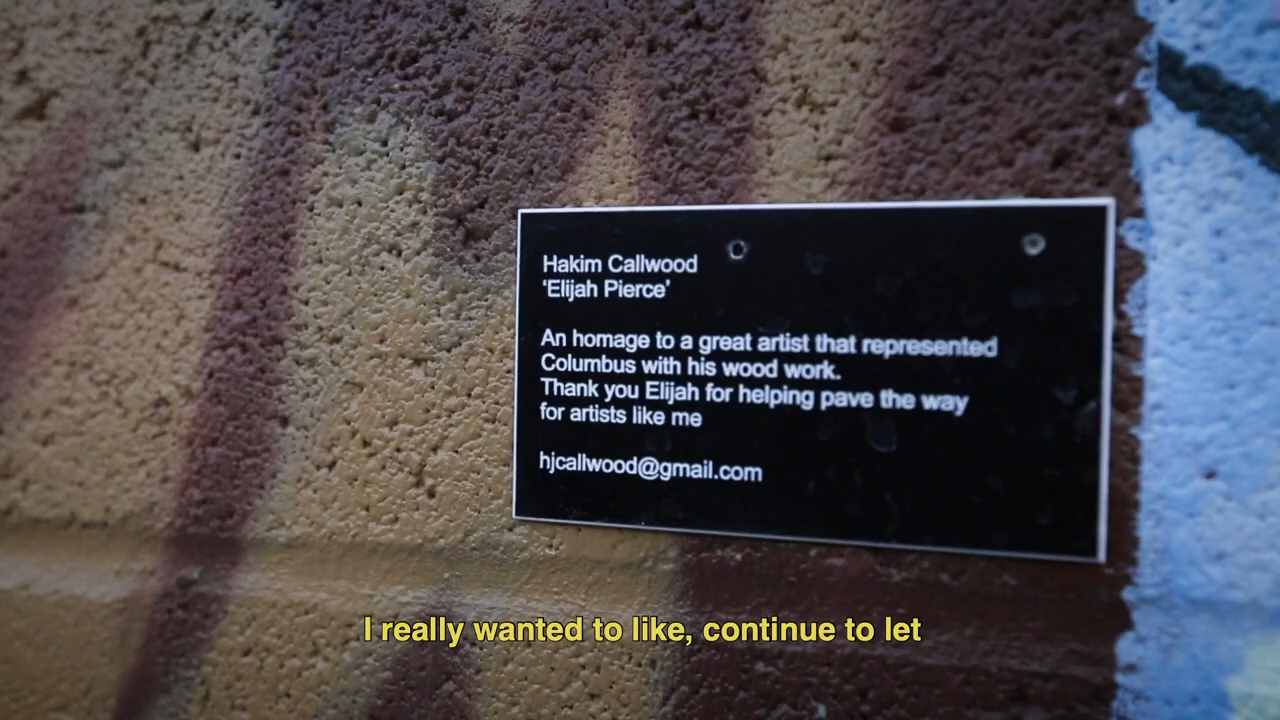 Hakim Callwood
‘Elijah Pierce’
An homage to a great artist that represented
Columbus with his wood work.
Thank you Elijah for helping pave the way
for artists like me
hjcallwood@gmail.com
I really wanted to like, continue to let